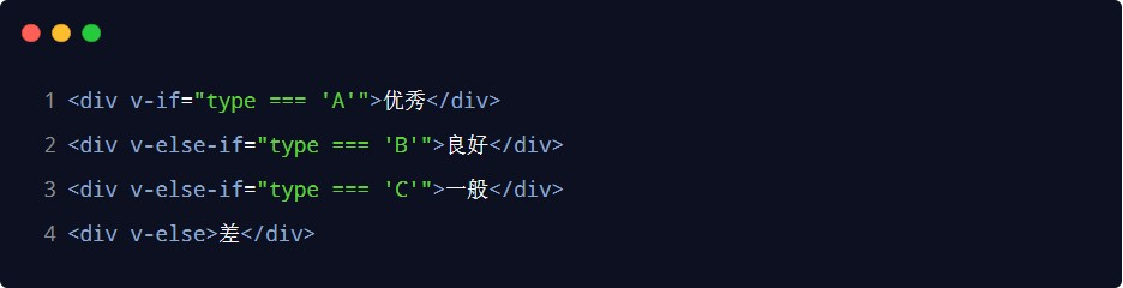 1 <div v-if="type === 'A'">优秀</div>
2 <div v-else-if="type === 'B'">良好</div>
3 <div v-else-if="type === 'C'">一般</div>
4 <div v-else>差</div>